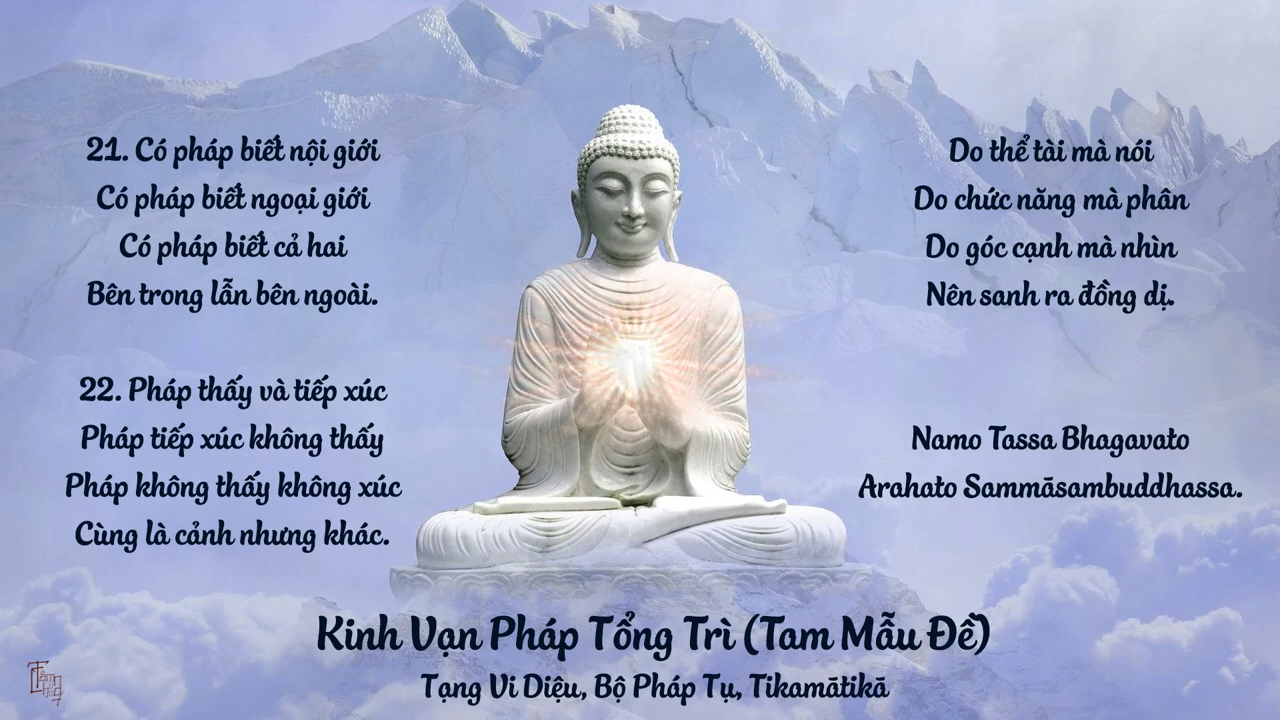 21. Có pháp biết nội giới
Có pháp biết ngoại giới
Có pháp biết cả hai
Bên trong lẫn bên ngoài.
22. Pháp thấy và tiếp xúc
Pháp tiếp xúc không thấy
Pháp không thấy không xúc
Cùng là cảnh nhưng khác.
Do thể tài mà nói
Do chức năng mà phân
Do góc cạnh mà nhìn
Nên sanh ra đồng dị.
Namo Tassa Bhagavato
Arahato Sammāsambuddhassa.
Kinh Vạn Pháp Tổng Trì (Tam Mẫu Đề)
Tạng Vi Diệu, Bộ Pháp Tụ, Tikamātikā